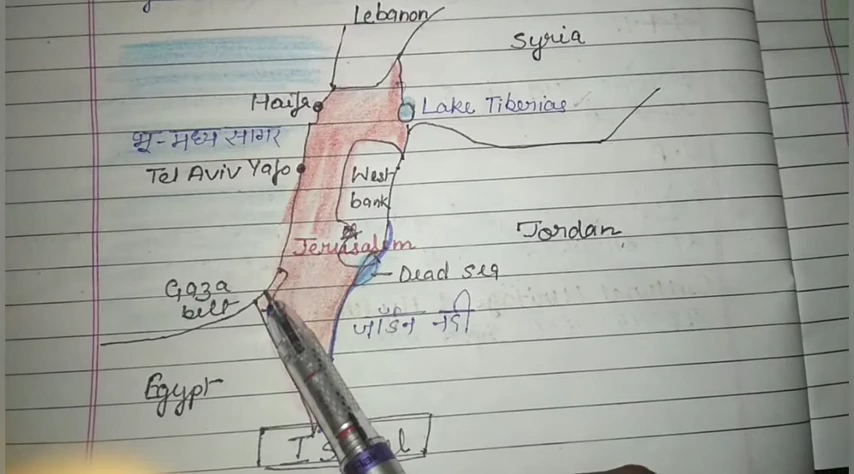 Lebanon
Syria
Haifa
Lake Tiberias
भू-मध्य सागर
Tel Aviv Yafo
West
bank
Jerusalem
Jordan
Dead sea
Gaza
belt
जॉर्डन नदी
Egypt